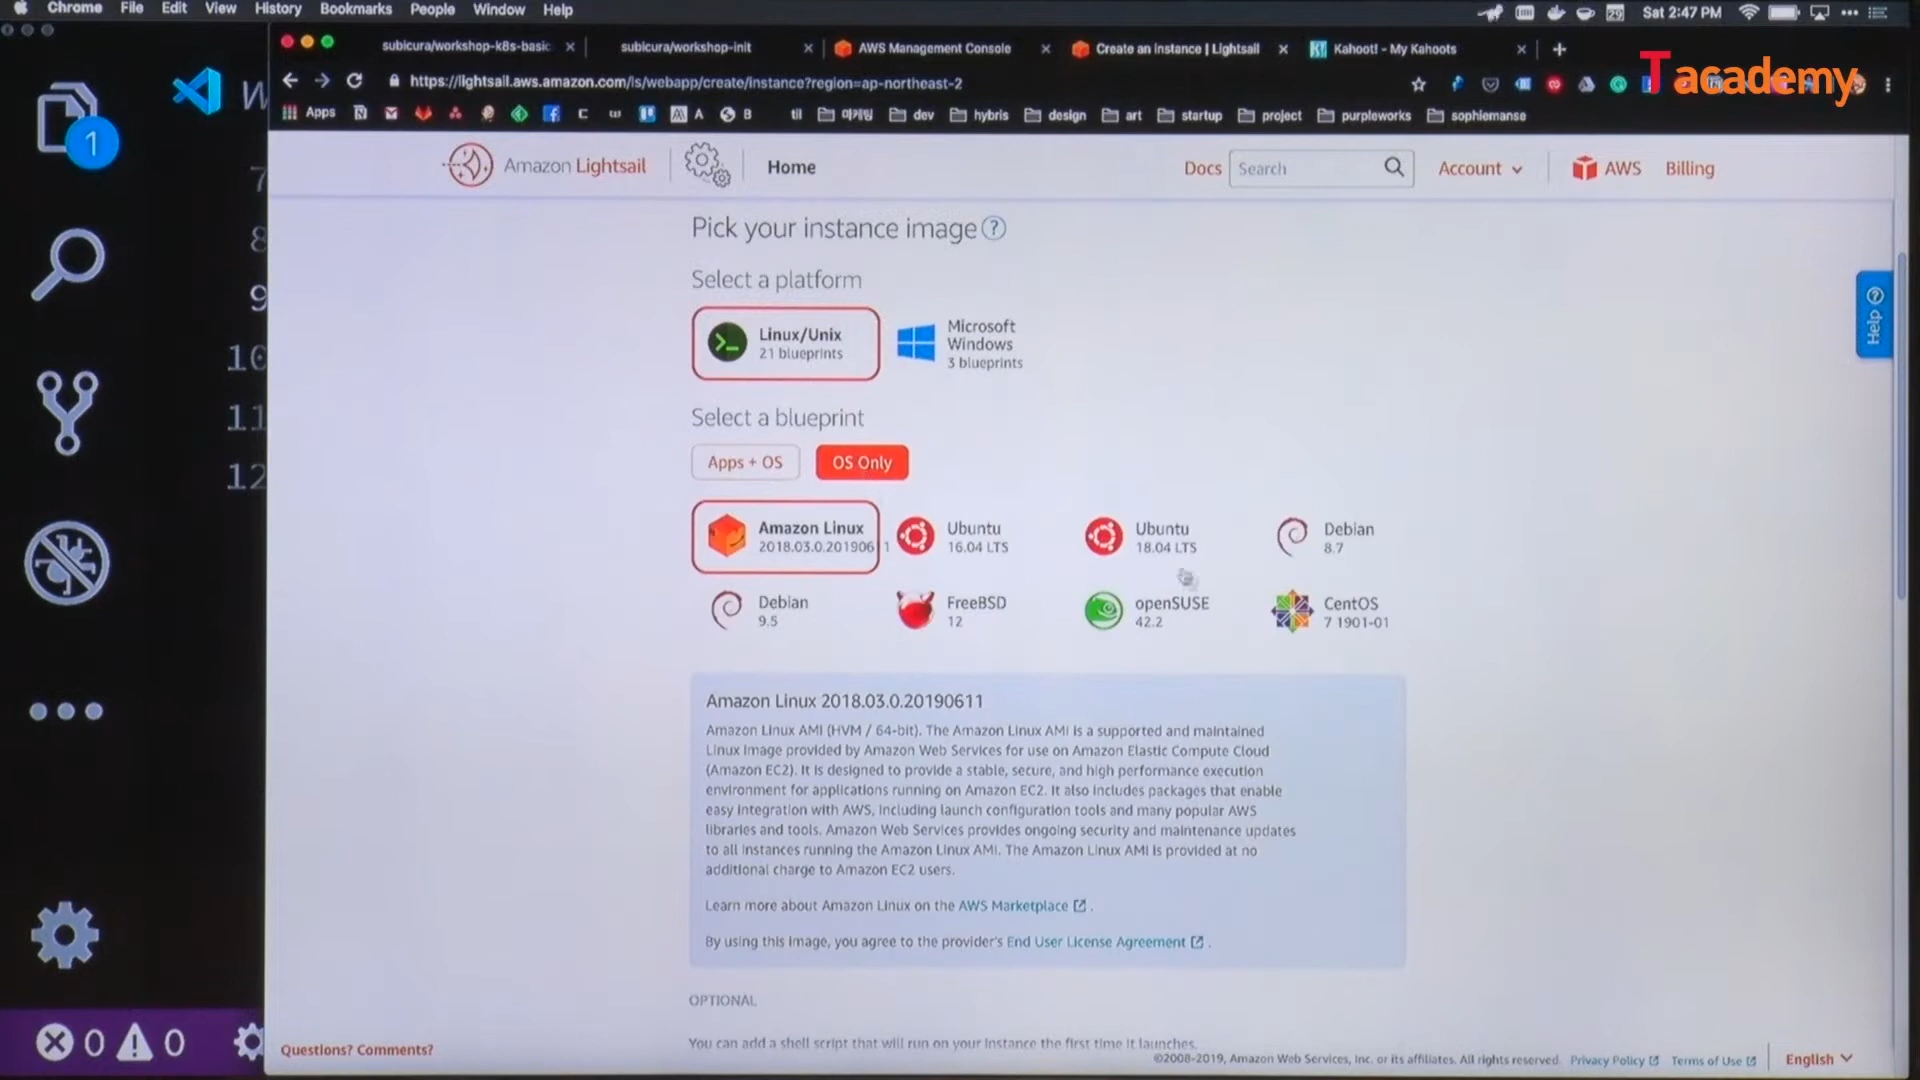 Chrome File Edit View History Bookmarks People Window Help
29 Sat 2:47 PM
subicura/workshop-k8s-basic
subicura/workshop-init
AWS Management Console
Create an instance | Lightsail
K! Kahoot! - My Kahoots
Tacademy
https://lightsail.aws.amazon.com/ls/webapp/create/instance?region=ap-northeast-2
Apps
A
B
til
dev
hybris
design
art
startup
project
purpleworks
sophiemanse
1
7
8
9
10
11
12
Amazon Lightsail
Home
Docs
Search
Account
AWS
Billing
Pick your instance image ?
Select a platform
Linux/Unix
21 blueprints
Microsoft
Windows
3 blueprints
Help
Select a blueprint
Apps + OS
OS Only
Amazon Linux
2018.03.0.20190611
Ubuntu
16.04 LTS
Ubuntu
18.04 LTS
Debian
8.7
Debian
9.5
FreeBSD
12
openSUSE
42.2
CentOS
7 1901-01
Amazon Linux 2018.03.0.20190611
Amazon Linux AMI (HVM / 64-bit). The Amazon Linux AMI is a supported and maintained
Linux image provided by Amazon Web Services for use on Amazon Elastic Compute Cloud
(Amazon EC2). It is designed to provide a stable, secure, and high performance execution
environment for applications running on Amazon EC2. It also includes packages that enable
easy integration with AWS, including launch configuration tools and many popular AWS
libraries and tools. Amazon Web Services provides ongoing security and maintenance updates
to all instances running the Amazon Linux AMI. The Amazon Linux AMI is provided at no
additional charge to Amazon EC2 users.
Learn more about Amazon Linux on the AWS Marketplace .
By using this image, you agree to the provider's End User License Agreement .
OPTIONAL
You can add a shell script that will run on your instance the first time it launches.
0 0
Questions? Comments?
©2008-2019, Amazon Web Services, Inc. or its affiliates. All rights reserved. Privacy Policy Terms of Use
English